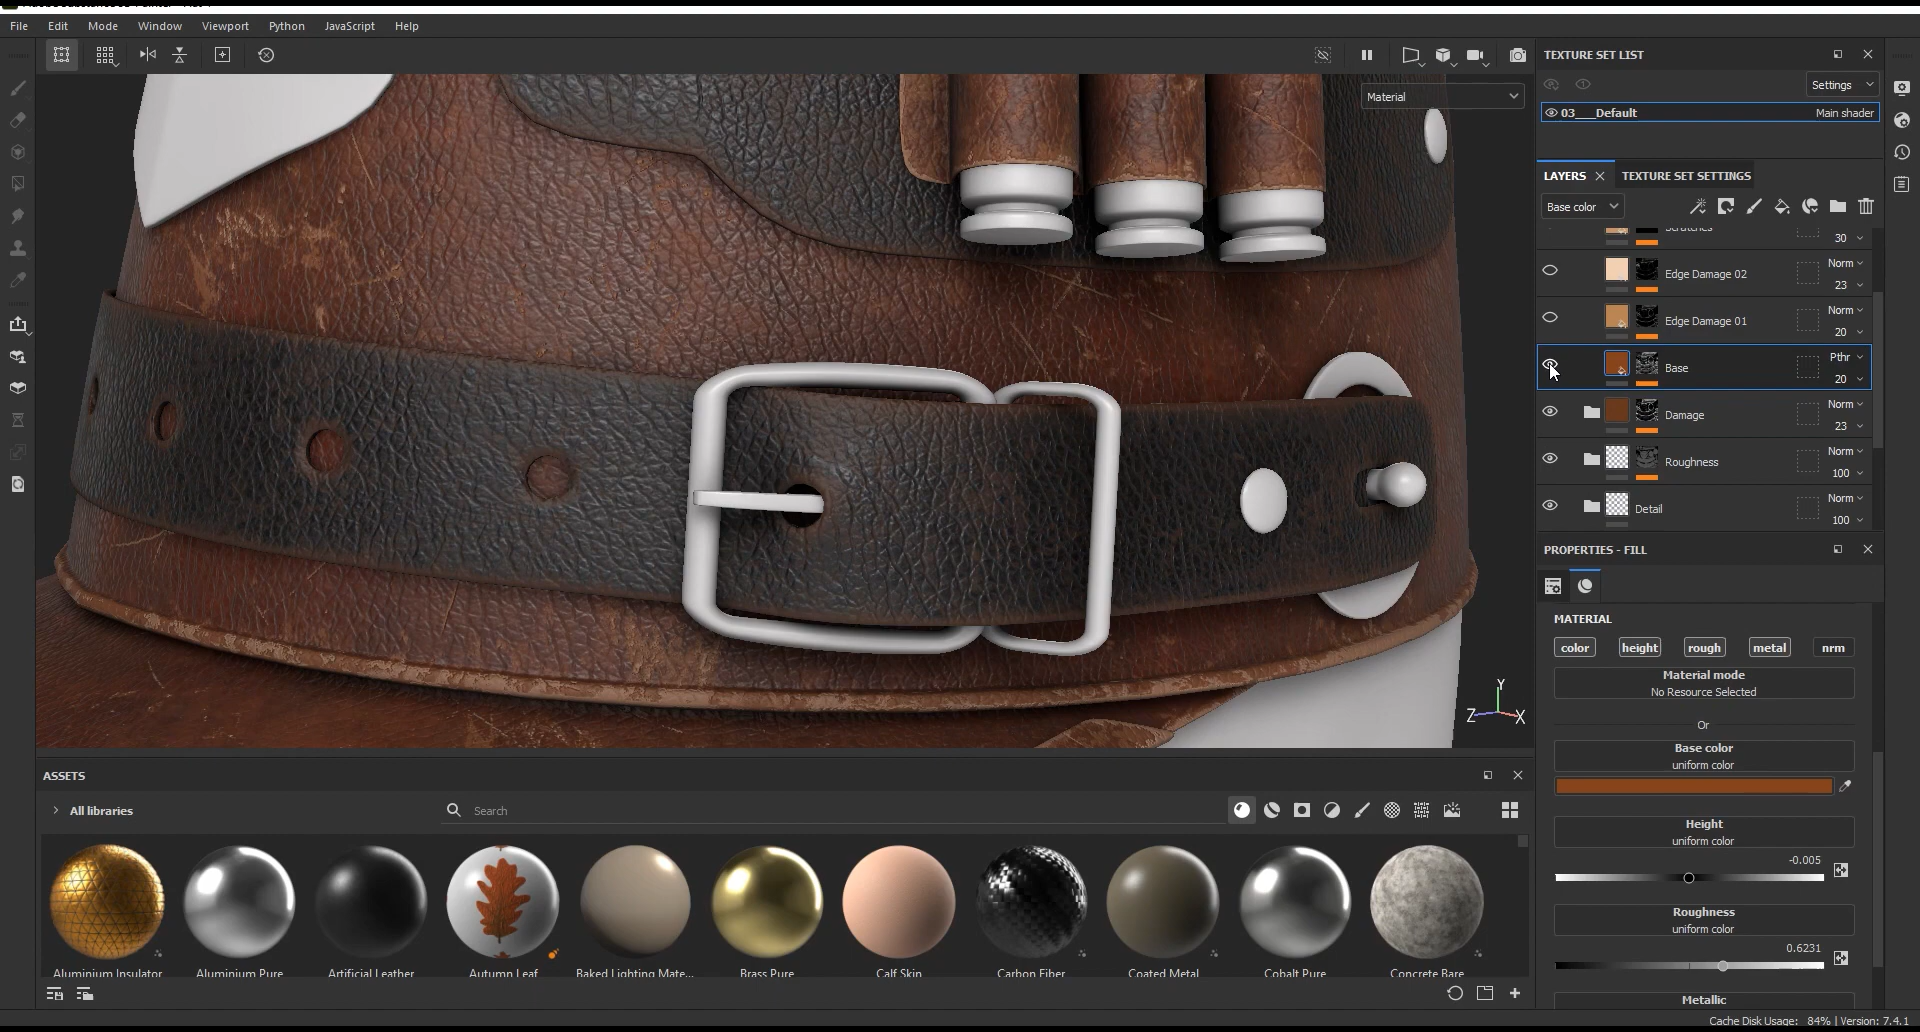 File Edit Mode Window Viewport Python JavaScript Help
Material
TEXTURE SET LIST
Settings
03___Default Main shader
LAYERS TEXTURE SET SETTINGS
Base color
Scratches
30
Norm
Edge Damage 02
23
Norm
Edge Damage 01
20
Pthr
Base
20
Norm
Damage
23
Norm
Roughness
100
Norm
Detail
100
PROPERTIES - FILL
MATERIAL
color height rough metal nrm
Material mode
No Resource Selected
Or
Base color
uniform color
Height
uniform color
-0.005
Roughness
uniform color
0.6231
Metallic
Y
Z X
ASSETS
All libraries
Search
Aluminium Insulator Aluminium Pure Artificial Leather Autumn Leaf Baked Lighting Mate... Brass Pure Calf Skin Carbon Fiber Coated Metal Cobalt Pure Concrete Bare
Cache Disk Usage: 84% | Version: 7.4.1